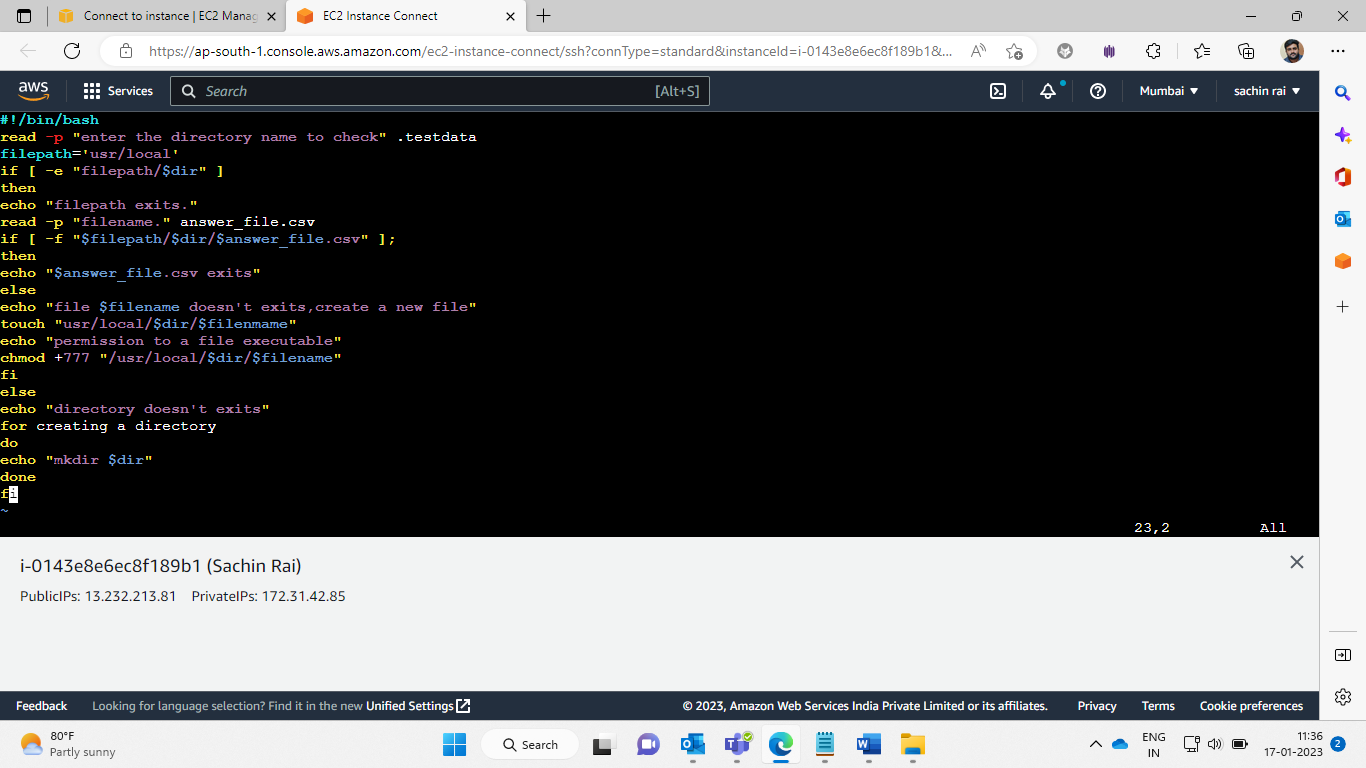 Connect to instance | EC2 Manag
EC2 Instance Connect
https://ap-south-1.console.aws.amazon.com/ec2-instance-connect/ssh?connType=standard&instanceId=i-0143e8e6ec8f189b1&...
aws
Services
Search
[Alt+S]
Mumbai
sachin rai
#!/bin/bash
read -p "enter the directory name to check" .testdata
filepath='usr/local'
if [ -e "filepath/$dir" ]
then
echo "filepath exits."
read -p "filename." answer_file.csv
if [ -f "$filepath/$dir/$answer_file.csv" ];
then
echo "$answer_file.csv exits"
else
echo "file $filename doesn't exits,create a new file"
touch "usr/local/$dir/$filenmame"
echo "permission to a file executable"
chmod +777 "/usr/local/$dir/$filename"
fi
else
echo "directory doesn't exits"
for creating a directory
do
echo "mkdir $dir"
done
fi
~
23,2 All
i-0143e8e6ec8f189b1 (Sachin Rai)
PublicIPs: 13.232.213.81 PrivateIPs: 172.31.42.85
Feedback
Looking for language selection? Find it in the new Unified Settings
© 2023, Amazon Web Services India Private Limited or its affiliates.
Privacy
Terms
Cookie preferences
80°F
Partly sunny
Search
ENG
IN
11:36
17-01-2023
2